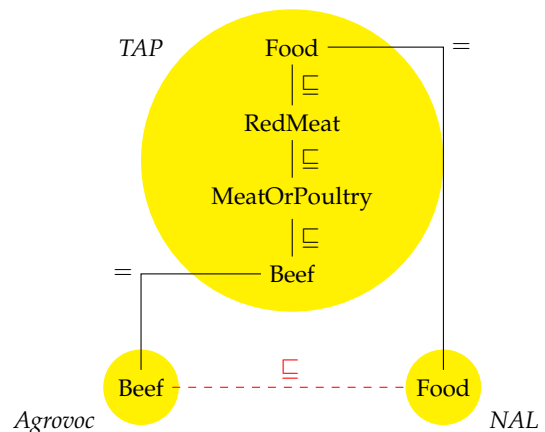 TAP Food =
⊑
RedMeat
⊑
MeatOrPoultry
⊑
= Beef
⊑
Beef Food
Agrovoc NAL